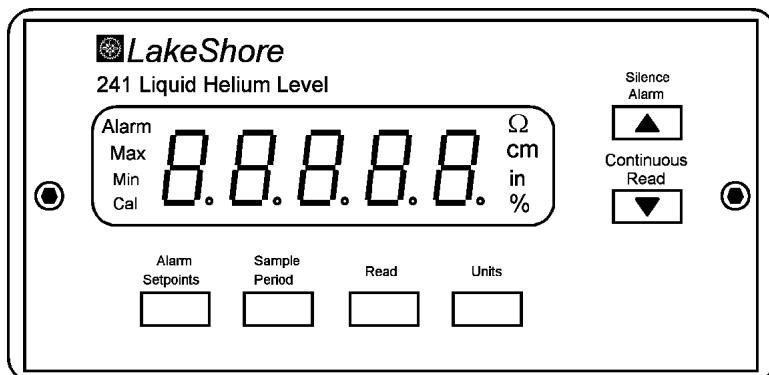 LakeShore
241 Liquid Helium Level
Silence
Alarm
Alarm
Max
Min
Cal
8.8.8.8.8.
Ω
cm
in
%
Continuous
Read
Alarm
Setpoints
Sample
Period
Read
Units